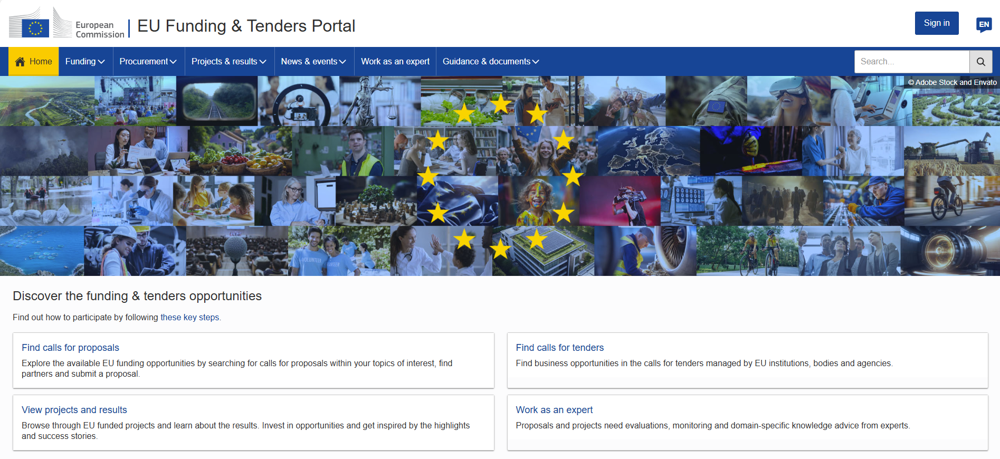 European
Commission
EU Funding & Tenders Portal
Sign in
EN
Home
Funding
Procurement
Projects & results
News & events
Work as an expert
Guidance & documents
Search...
© Adobe Stock and Envato
VOLUNTEER
Discover the funding & tenders opportunities
Find out how to participate by following these key steps.
Find calls for proposals
Explore the available EU funding opportunities by searching for calls for proposals within your topics of interest, find
partners and submit a proposal.
Find calls for tenders
Find business opportunities in the calls for tenders managed by EU institutions, bodies and agencies.
View projects and results
Browse through EU funded projects and learn about the results. Invest in opportunities and get inspired by the highlights
and success stories.
Work as an expert
Proposals and projects need evaluations, monitoring and domain-specific knowledge advice from experts.